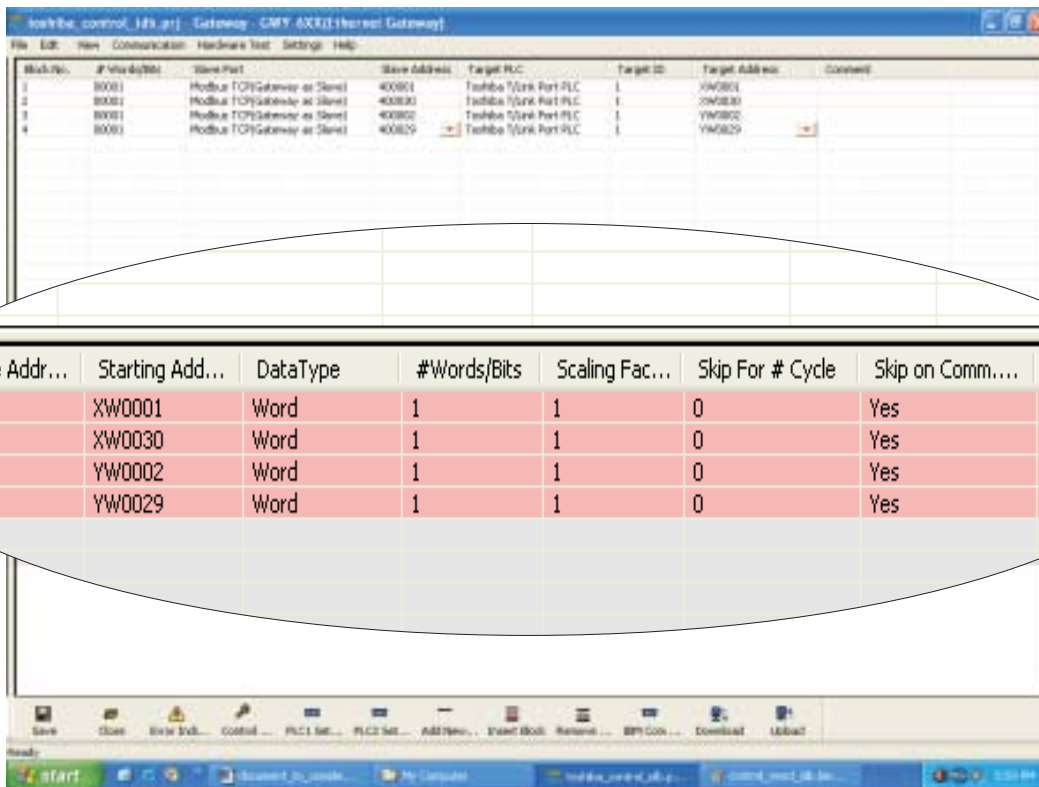 toshiba_control_idb.prj - Gateway - GWY-
File Edit View Communication Hardware Test Settings Help
Block No. # Words/Bits Slave Port Slave Address Target PLC Target ID Target Address Comment
1 00001 Modbus TCP(Gateway as Slave) 400001 Toshiba T/Link Port PLC 1 XW0001
2 00001 Modbus TCP(Gateway as Slave) 400030 Toshiba T/Link Port PLC 1 XW0030
3 00001 Modbus TCP(Gateway as Slave) 400002 Toshiba T/Link Port PLC 1 YW0002
4 00001 Modbus TCP(Gateway as Slave) 400029 Toshiba T/Link Port PLC 1 YW0029
Addr... Starting Add... DataType #Words/Bits Scaling Fac... Skip For # Cycle Skip on Comm....
XW0001 Word 1 1 0 Yes
XW0030 Word 1 1 0 Yes
YW0002 Word 1 1 0 Yes
YW0029 Word 1 1 0 Yes
Save Close Error Indi... Control ... PLC1 Set... PLC2 Set... Add New... Insert Block Remove ... Download Upload
Ready
start My Computer